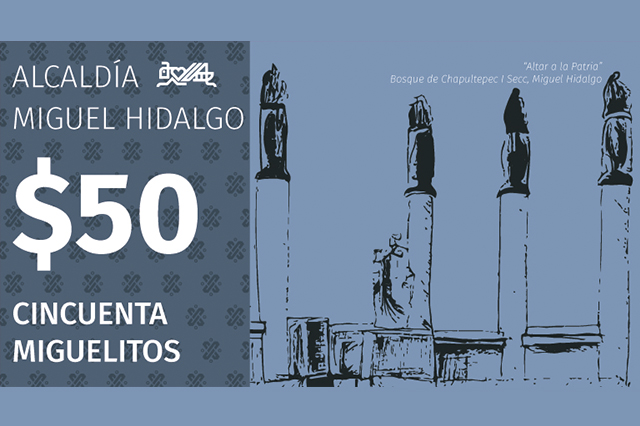 ALCALDÍA
MIGUEL HIDALGO
$50
CINCUENTA
MIGUELITOS
"Altar a la Patria"
Bosque de Chapultepec I Secc, Miguel Hidalgo